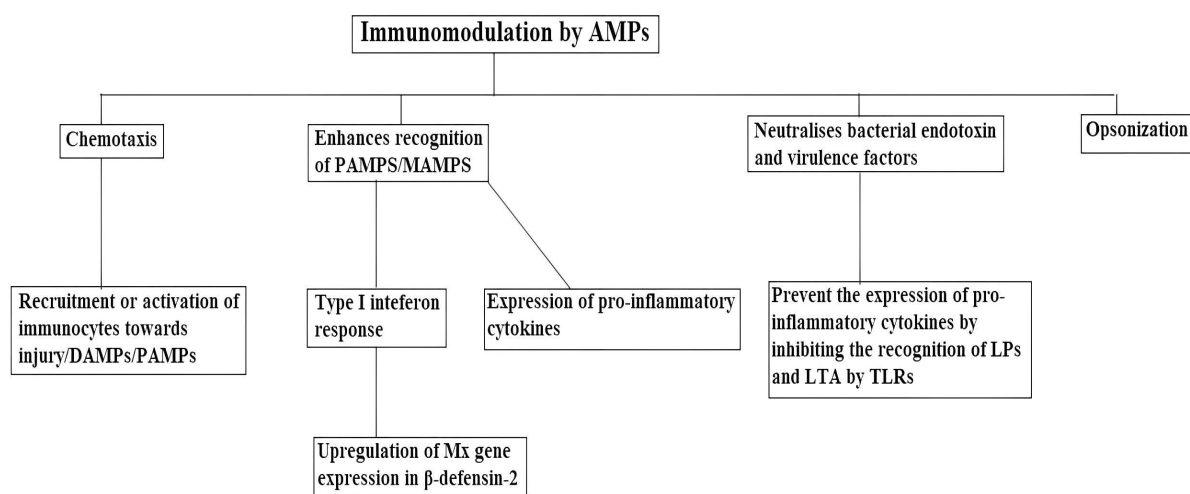 Immunomodulation by AMPs
Chemotaxis
Enhances recognition
of PAMPS/MAMPS
Neutralises bacterial endotoxin
and virulence factors
Opsonization
Recruitment or activation of
immunocytes towards
injury/DAMPs/PAMPs
Type I inteferon
response
Expression of pro-inflammatory
cytokines
Prevent the expression of pro-
inflammatory cytokines by
inhibiting the recognition of LPs
and LTA by TLRs
Upregulation of Mx gene
expression in β-defensin-2